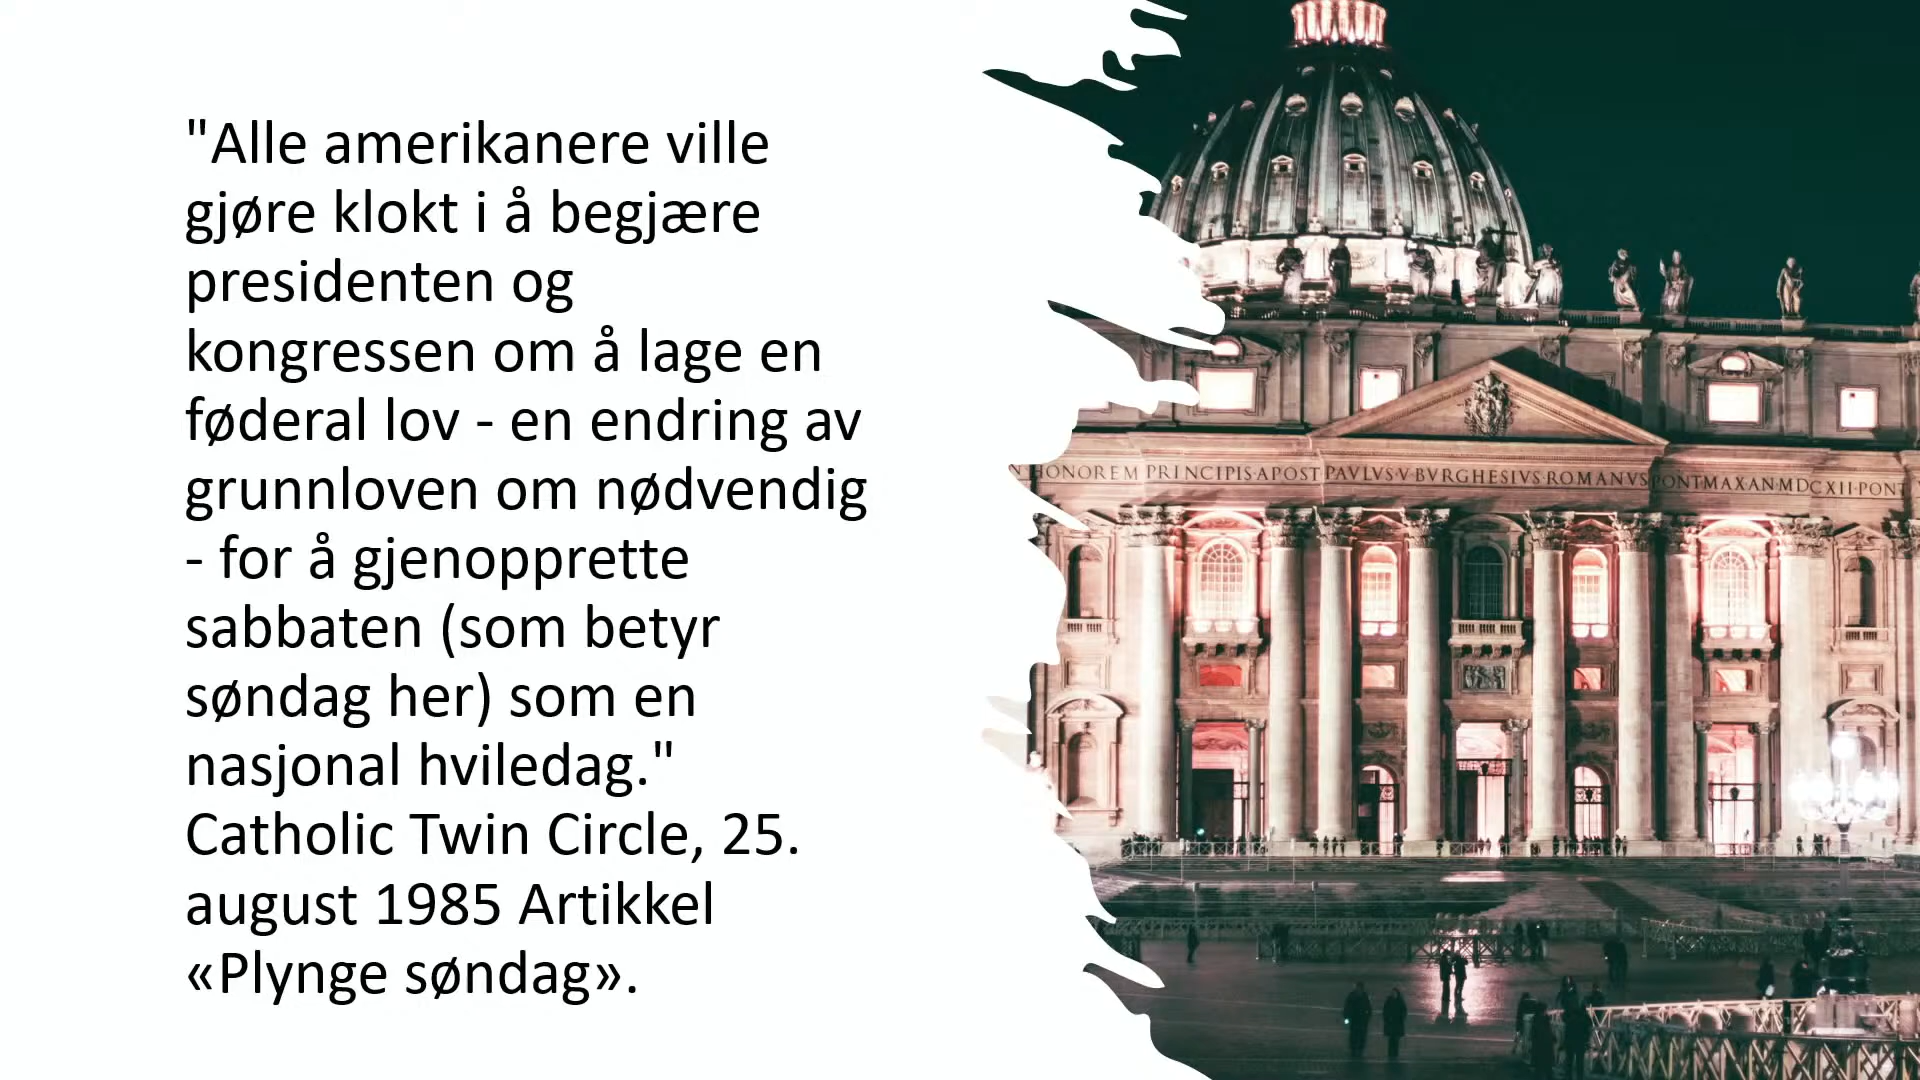 "Alle amerikanere ville
gjøre klokt i å begjære
presidenten og
kongressen om å lage en
føderal lov - en endring av
grunnloven om nødvendig
- for å gjenopprette
sabbaten (som betyr
søndag her) som en
nasjonal hviledag."
Catholic Twin Circle, 25.
august 1985 Artikkel
«Plynge søndag».
N HONOREM PRINCIPIS APOST PAVLVS V BVRGHESIVS ROMANVS PONT MAX AN MDCXII PONT